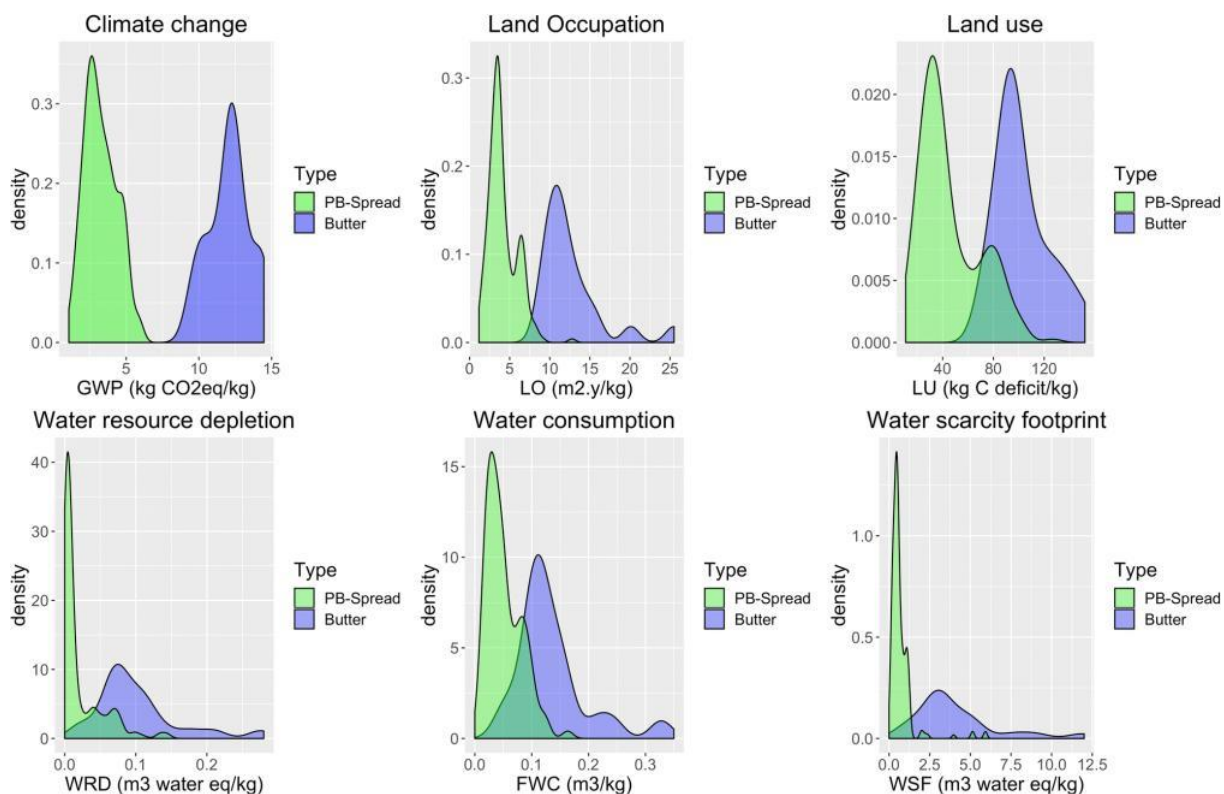 Climate change
density
0.3
0.2
0.1
0.0
5
10
15
GWP (kg CO2eq/kg)
Type
PB-Spread
Butter
Land Occupation
density
0.3
0.2
0.1
0.0
0
5
10
15
20
25
LO (m2.y/kg)
Type
PB-Spread
Butter
Land use
density
0.020
0.015
0.010
0.005
0.000
40
80
120
LU (kg C deficit/kg)
Type
PB-Spread
Butter
Water resource depletion
density
40
30
20
10
0
0.0
0.1
0.2
WRD (m3 water eq/kg)
Type
PB-Spread
Butter
Water consumption
density
15
10
5
0
0.0
0.1
0.2
0.3
FWC (m3/kg)
Type
PB-Spread
Butter
Water scarcity footprint
density
1.0
0.5
0.0
0.0
2.5
5.0
7.5
10.0
12.5
WSF (m3 water eq/kg)
Type
PB-Spread
Butter